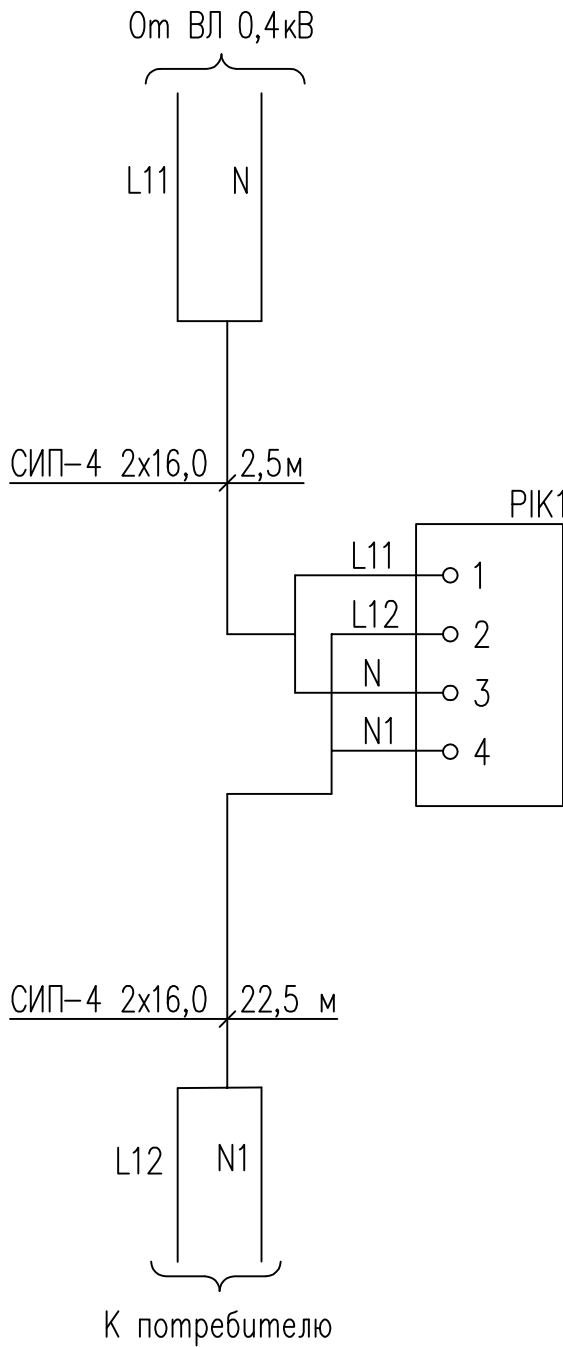 От ВЛ 0,4кВ
L11 N
СИП-4 2х16,0 2,5м
PIK1
L11 1
L12 2
N 3
N1 4
СИП-4 2х16,0 22,5 м
L12 N1
К потребителю